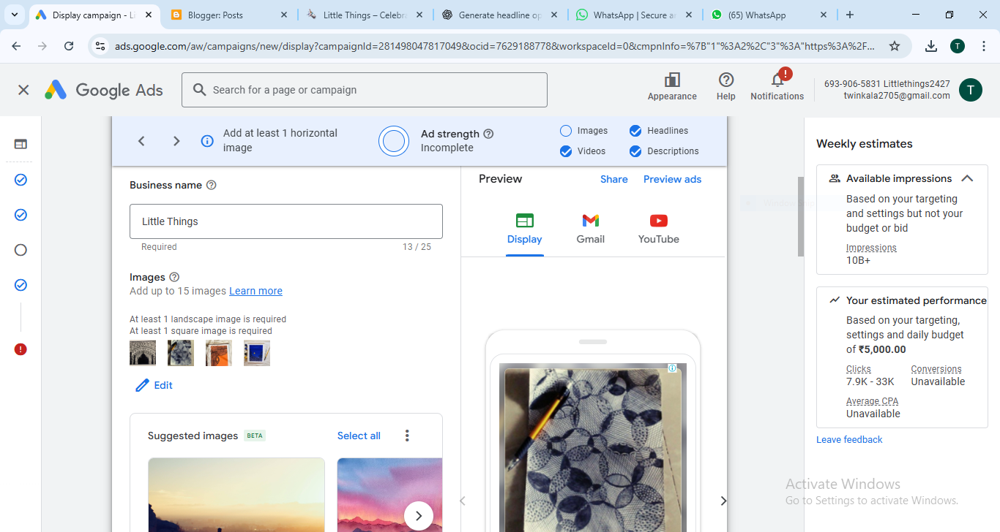 Display campaign - Li
Blogger: Posts
Little Things – Celebra
Generate headline op
WhatsApp | Secure a
(65) WhatsApp
ads.google.com/aw/campaigns/new/display?campaignId=281498047817049&ocid=7629188778&workspaceId=0&cmpnInfo=%7B"1"%3A2%2C"3"%3A"https%3A%2F...
T
Google Ads
Search for a page or campaign
Appearance
Help
!
Notifications
693-906-5831 Littlethings2427
twinkala2705@gmail.com
T
Add at least 1 horizontal
image
Ad strength
Incomplete
Images
Headlines
Videos
Descriptions
Business name
Little Things
Required
13 / 25
Images
Add up to 15 images Learn more
At least 1 landscape image is required
At least 1 square image is required
Edit
Suggested images BETA
Select all
Preview
Share
Preview ads
Display
Gmail
YouTube
Weekly estimates
Available impressions
Based on your targeting
and settings but not your
budget or bid
Impressions
10B+
Your estimated performance
Based on your targeting,
settings and daily budget
of ₹5,000.00
Clicks
Conversions
7.9K - 33K
Unavailable
Average CPA
Unavailable
Leave feedback
Activate Windows
Go to Settings to activate Windows.